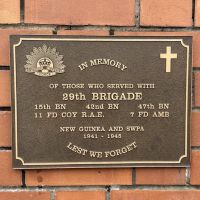 IN MEMORY
OF THOSE WHO SERVED WITH
29th BRIGADE
15th BN 42nd BN 47th BN
11 FD COY R.A.E. 7 FD AMB
NEW GUINEA AND SWPA
1941 - 1945
LEST WE FORGET